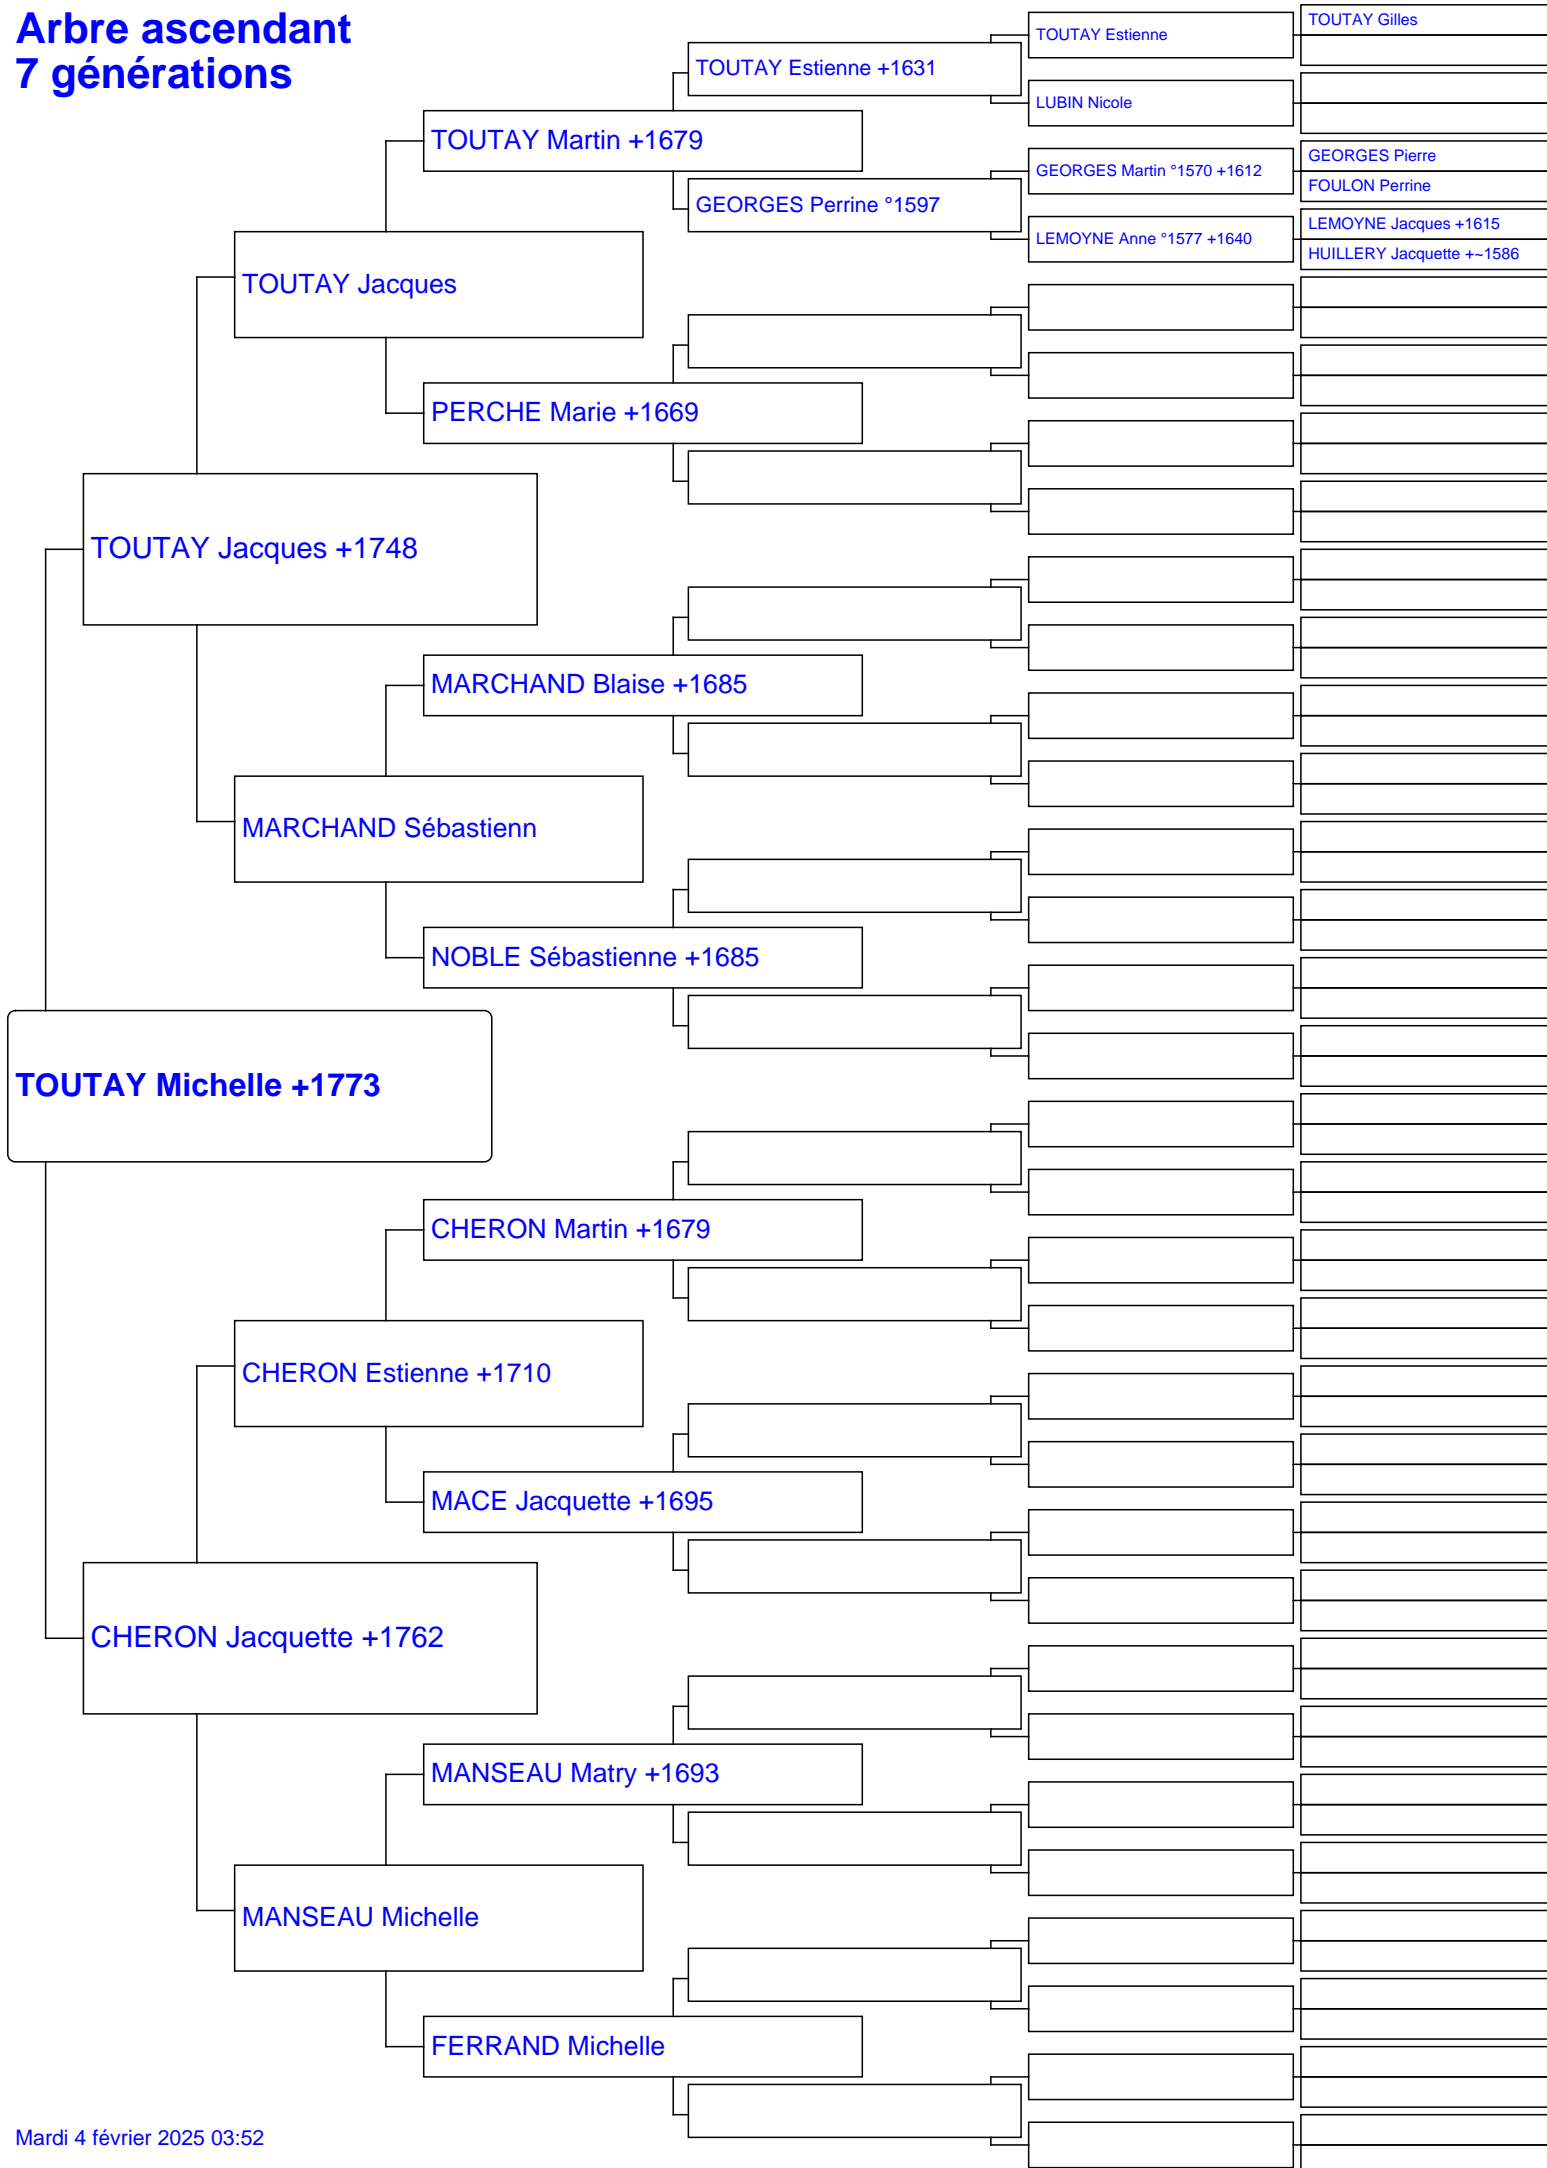 Arbre ascendant
7 générations
TOUTAY Gilles
TOUTAY Estienne
TOUTAY Estienne +1631
LUBIN Nicole
TOUTAY Martin +1679
GEORGES Pierre
GEORGES Martin °1570 +1612
FOULON Perrine
GEORGES Perrine °1597
LEMOYNE Jacques +1615
LEMOYNE Anne °1577 +1640
HUILLERY Jacquette +~1586
TOUTAY Jacques
PERCHE Marie +1669
TOUTAY Jacques +1748
MARCHAND Blaise +1685
MARCHAND Sébastienn
NOBLE Sébastienne +1685
TOUTAY Michelle +1773
CHERON Martin +1679
CHERON Estienne +1710
MACE Jacquette +1695
CHERON Jacquette +1762
MANSEAU Matry +1693
MANSEAU Michelle
FERRAND Michelle
Mardi 4 février 2025 03:52